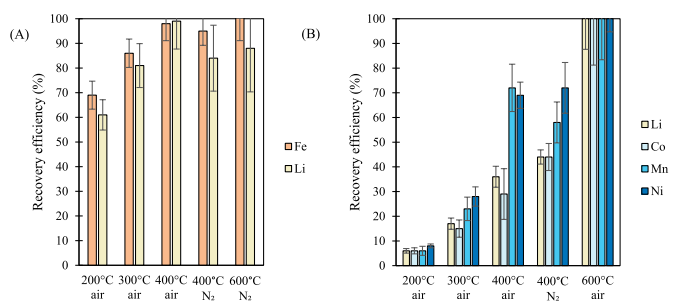 (A)
Recovery efficiency (%)
100
90
80
70
60
50
40
30
20
10
0
200°C air
300°C air
400°C air
400°C N₂
600°C N₂
Fe
Li
(B)
Recovery efficiency (%)
100
90
80
70
60
50
40
30
20
10
0
200°C air
300°C air
400°C air
400°C N₂
600°C air
Li
Co
Mn
Ni